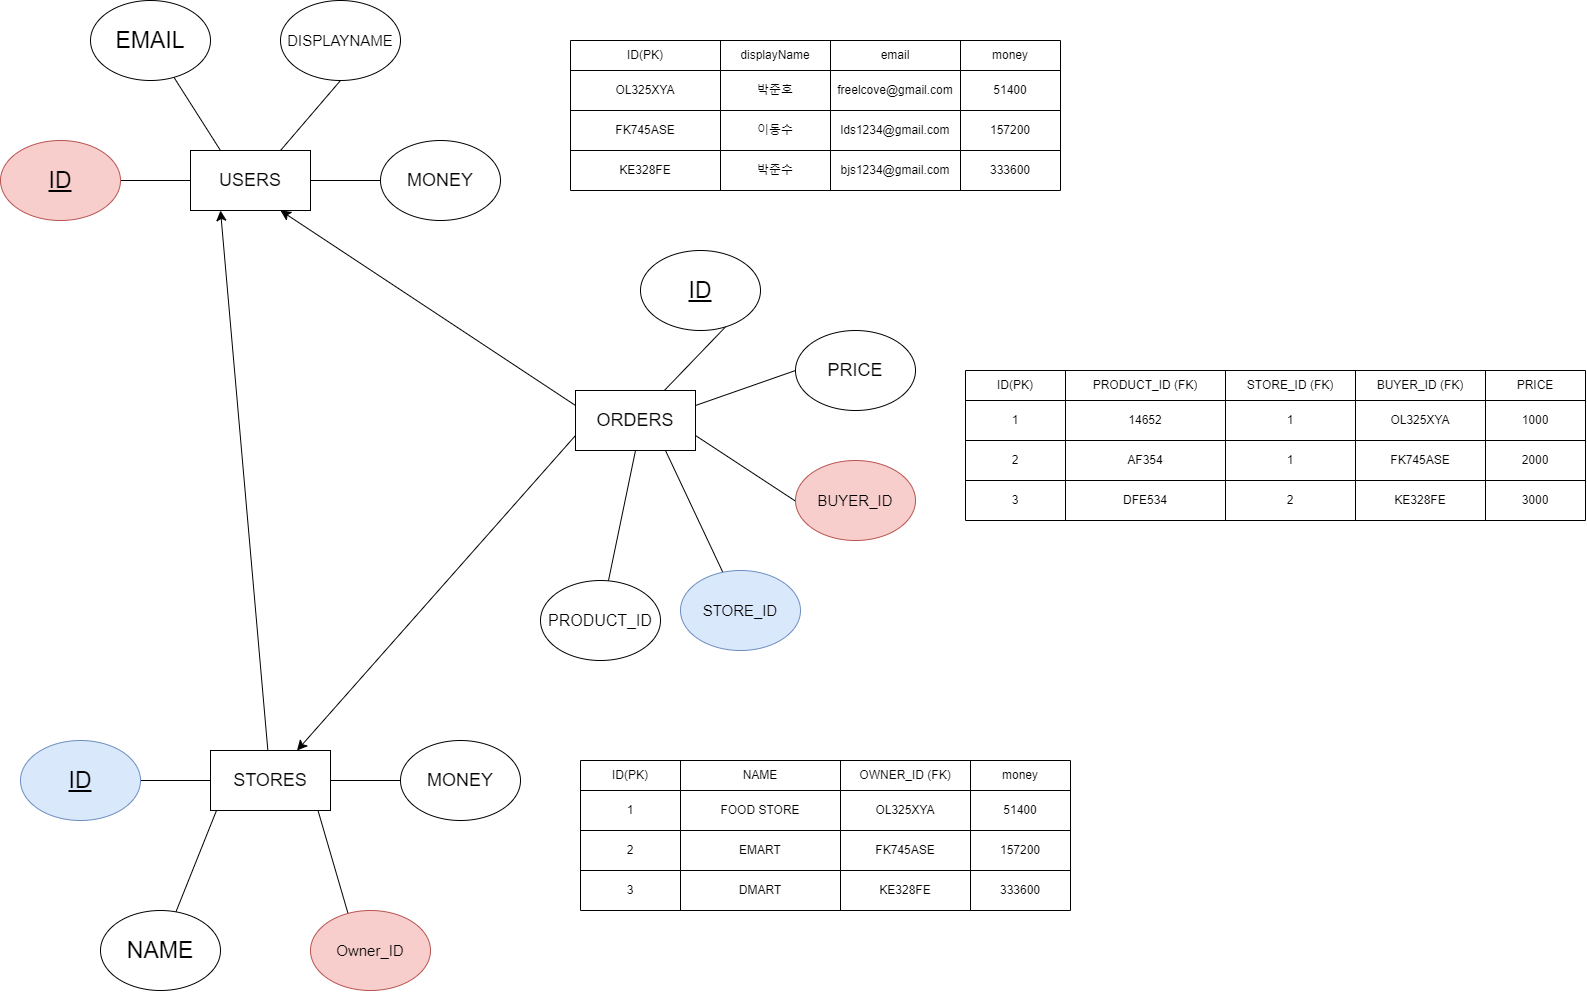 EMAIL
DISPLAYNAME
ID
USERS
MONEY
ID(PK) displayName email money
OL325XYA 박준호 freelcove@gmail.com 51400
FK745ASE 이동수 lds1234@gmail.com 157200
KE328FE 박준수 bjs1234@gmail.com 333600
ID
PRICE
ORDERS
BUYER_ID
STORE_ID
PRODUCT_ID
ID(PK) PRODUCT_ID (FK) STORE_ID (FK) BUYER_ID (FK) PRICE
1 14652 1 OL325XYA 1000
2 AF354 1 FK745ASE 2000
3 DFE534 2 KE328FE 3000
ID
STORES
MONEY
NAME
Owner_ID
ID(PK) NAME OWNER_ID (FK) money
1 FOOD STORE OL325XYA 51400
2 EMART FK745ASE 157200
3 DMART KE328FE 333600